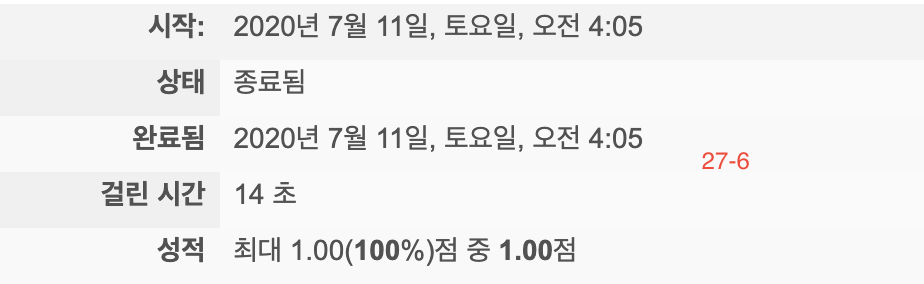 시작: 2020년 7월 11일, 토요일, 오전 4:05
상태 종료됨
완료됨 2020년 7월 11일, 토요일, 오전 4:05
27-6
걸린 시간 14 초
성적 최대 1.00(100%)점 중 1.00점